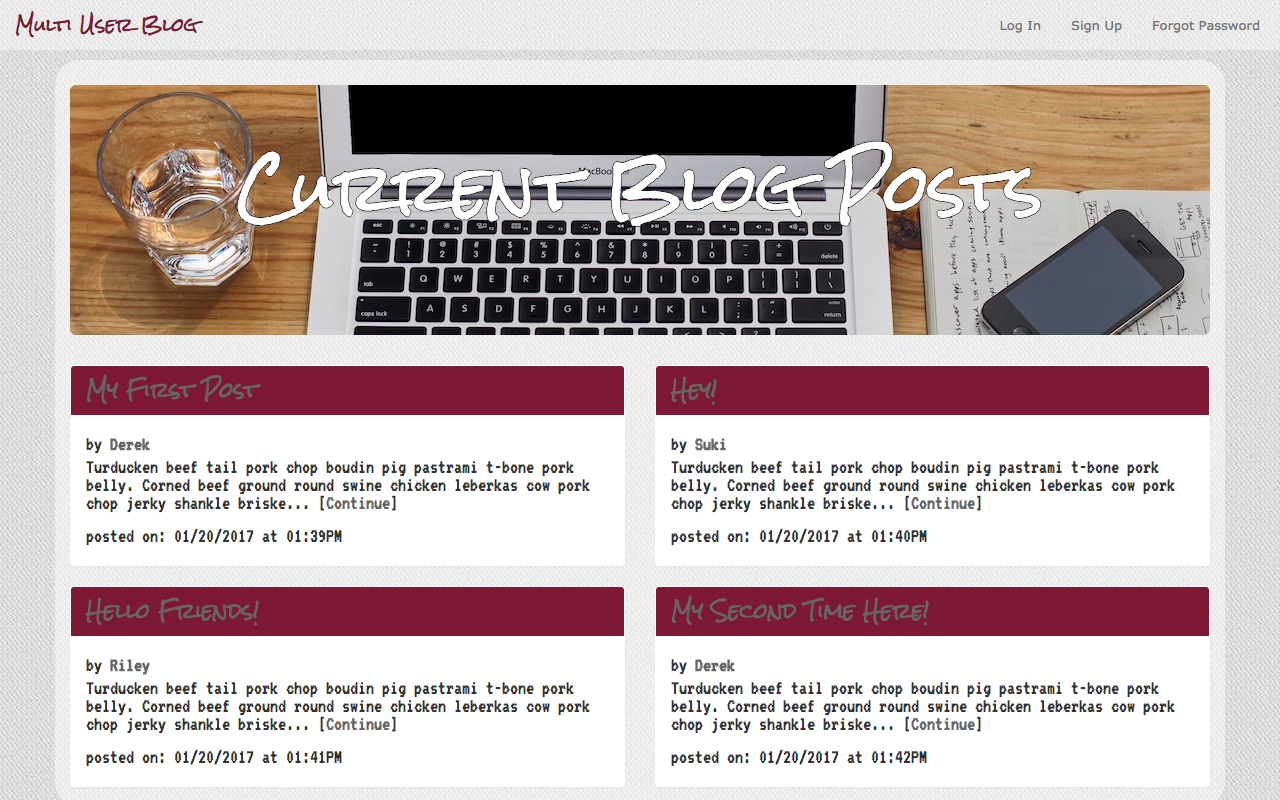 Multi User Blog
Log In Sign Up Forgot Password
Current Blog Posts
MacBook
esc
delete
tab Q W E R T Y U I O P
caps lock A S D F G H J K L enter return
My First Post
by Derek
Turducken beef tail pork chop boudin pig pastrami t-bone pork
belly. Corned beef ground round swine chicken leberkas cow pork
chop jerky shankle briske... [Continue]
posted on: 01/20/2017 at 01:39PM
Hey!
by Suki
Turducken beef tail pork chop boudin pig pastrami t-bone pork
belly. Corned beef ground round swine chicken leberkas cow pork
chop jerky shankle briske... [Continue]
posted on: 01/20/2017 at 01:40PM
Hello Friends!
by Riley
Turducken beef tail pork chop boudin pig pastrami t-bone pork
belly. Corned beef ground round swine chicken leberkas cow pork
chop jerky shankle briske... [Continue]
posted on: 01/20/2017 at 01:41PM
My Second Time Here!
by Derek
Turducken beef tail pork chop boudin pig pastrami t-bone pork
belly. Corned beef ground round swine chicken leberkas cow pork
chop jerky shankle briske... [Continue]
posted on: 01/20/2017 at 01:42PM